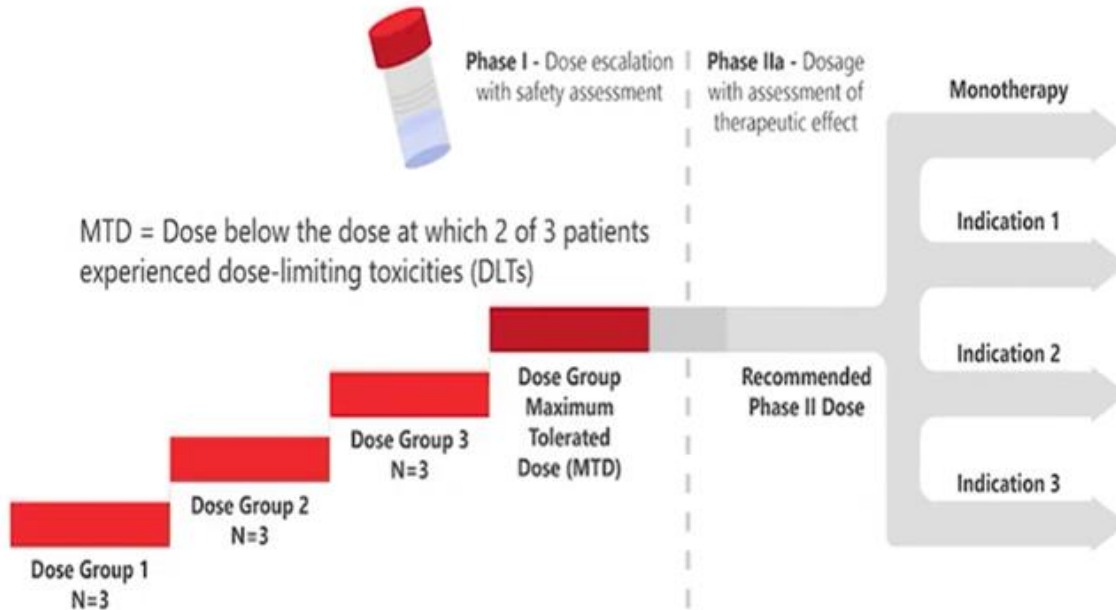 Phase I - Dose escalation
with safety assessment
Phase IIa - Dosage
with assessment of
therapeutic effect
Monotherapy
MTD = Dose below the dose at which 2 of 3 patients
experienced dose-limiting toxicities (DLTs)
Indication 1
Indication 2
Indication 3
Recommended
Phase II Dose
Dose Group
Maximum
Tolerated
Dose (MTD)
Dose Group 3
N=3
Dose Group 2
N=3
Dose Group 1
N=3